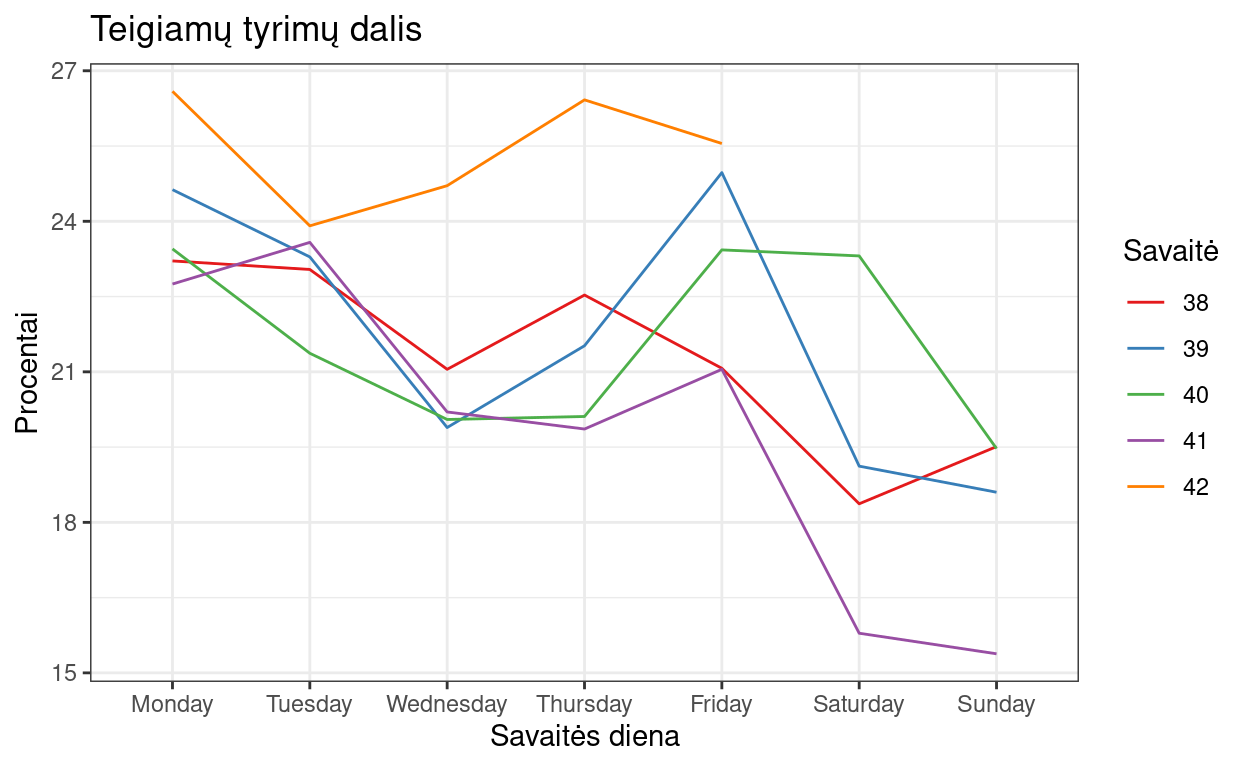 Teigiamų tyrimų dalis
27
24
21
18
15
Procentai
Monday Tuesday Wednesday Thursday Friday Saturday Sunday
Savaitės diena
Savaitė
38
39
40
41
42